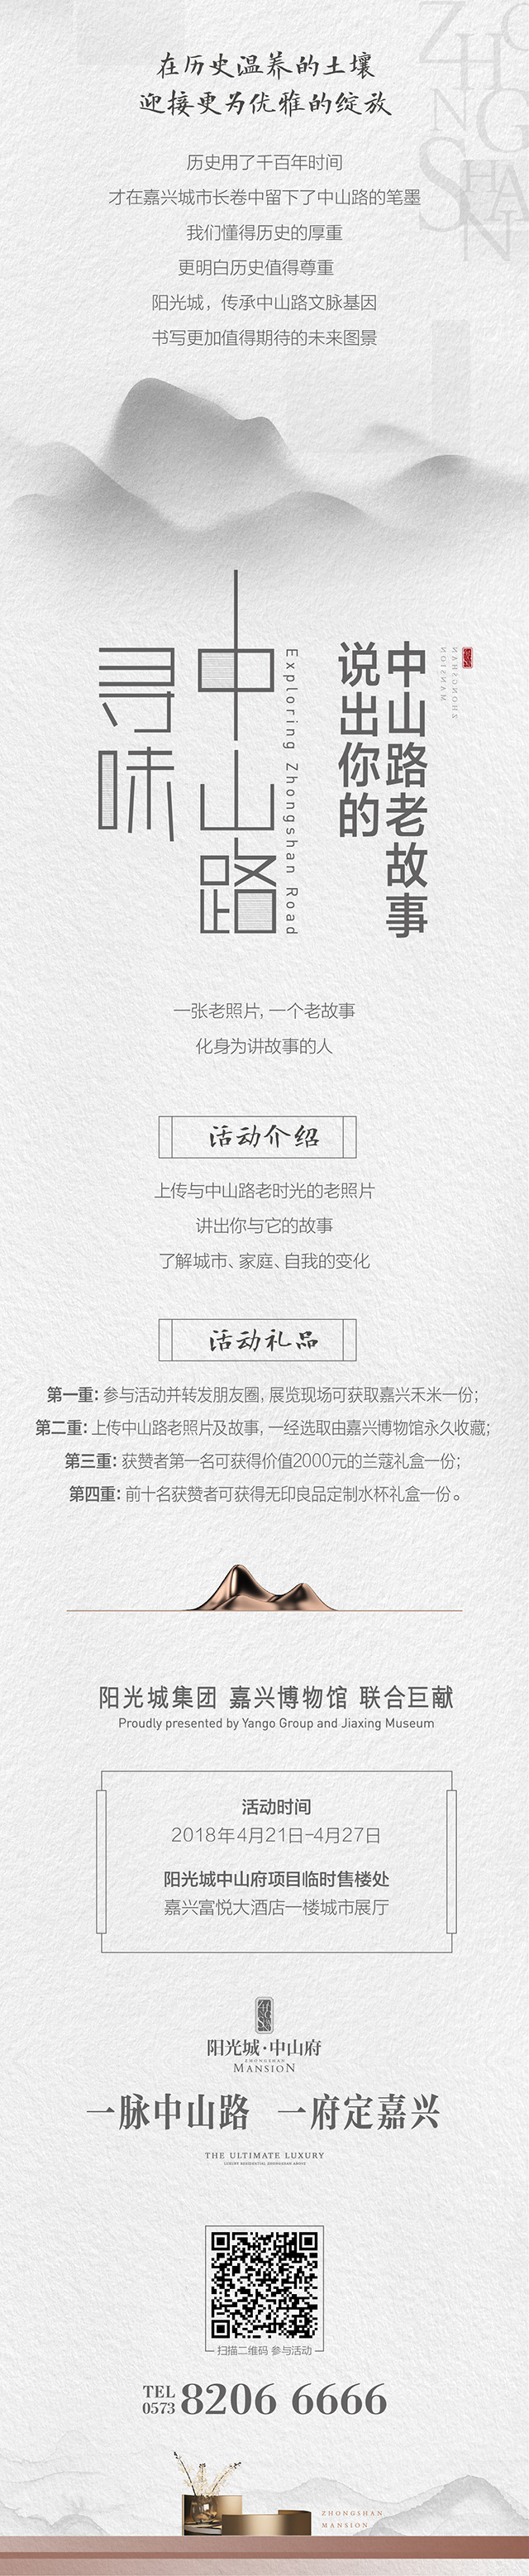 ZHONGSHAN
在历史温养的土壤
迎接更为优雅的绽放
历史用了千百年时间
才在嘉兴城市长卷中留下了中山路的笔墨
我们懂得历史的厚重
更明白历史值得尊重
阳光城，传承中山路文脉基因
书写更加值得期待的未来图景
ZHONGSHAN
MANSION
中山路老故事
说出你的
Exploring Zhongshan Road
中山路
寻味
一张老照片，一个老故事
化身为讲故事的人
活动介绍
上传与中山路老时光的老照片
讲出你与它的故事
了解城市、家庭、自我的变化
活动礼品
第一重：参与活动并转发朋友圈，展览现场可获取嘉兴禾米一份；
第二重：上传中山路老照片及故事，一经选取由嘉兴博物馆永久收藏；
第三重：获赞者第一名可获得价值2000元的兰蔻礼盒一份；
第四重：前十名获赞者可获得无印良品定制水杯礼盒一份。
阳光城集团 嘉兴博物馆 联合巨献
Proudly presented by Yango Group and Jiaxing Museum
活动时间
2018年4月21日-4月27日
阳光城中山府项目临时售楼处
嘉兴富悦大酒店一楼城市展厅
阳光城·中山府
ZHONGSHAN
MANSION
一脉中山路 一府定嘉兴
THE ULTIMATE LUXURY
扫描二维码 参与活动
TEL
0573 8206 6666
ZHONGSHAN
MANSION